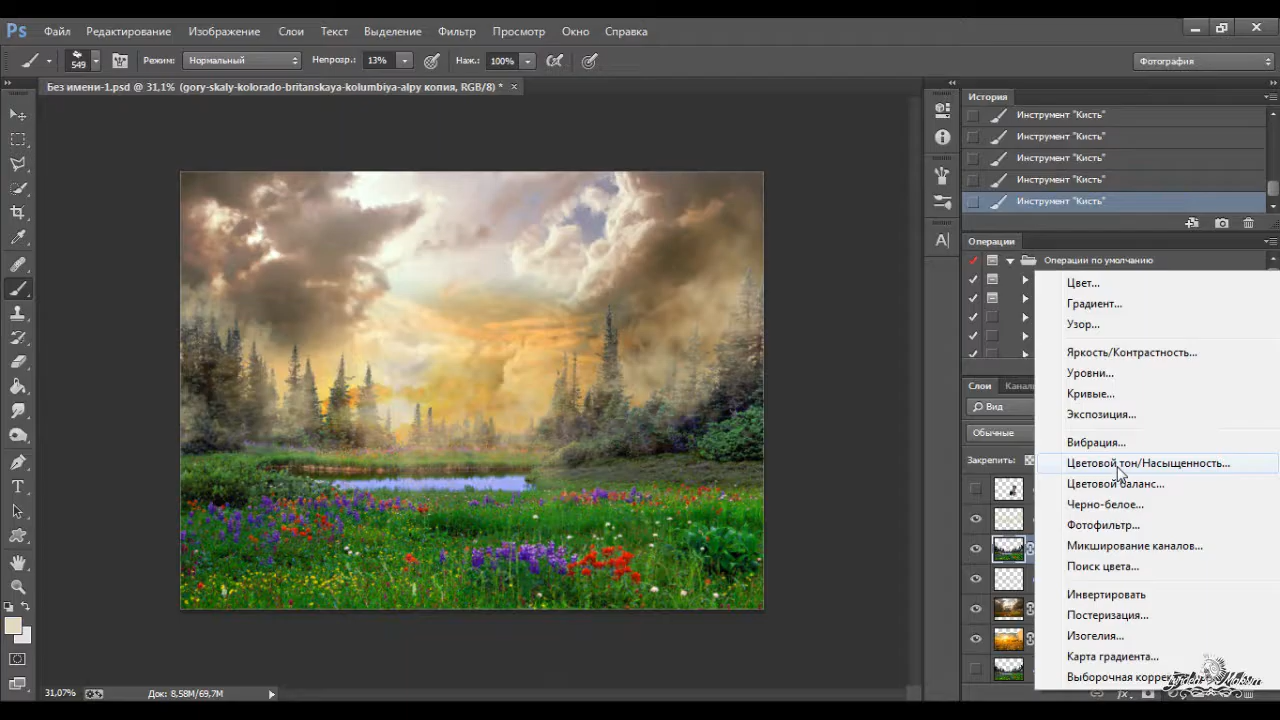 Ps Файл Редактирование Изображение Слои Текст Выделение Фильтр Просмотр Окно Справка
549 Режим: Нормальный Непрозр.: 13% Наж.: 100% Фотография
Без имени-1.psd @ 31,1% (gory-skaly-kolorado-britanskaya-kolumbiya-alpy копия, RGB/8) *
История
Инструмент "Кисть"
Инструмент "Кисть"
Инструмент "Кисть"
Инструмент "Кисть"
Инструмент "Кисть"
Операции
Операции по умолчанию
Цвет...
Градиент...
Узор...
Яркость/Контрастность...
Уровни...
Кривые...
Экспозиция...
Вибрация...
Цветовой тон/Насыщенность...
Цветовой баланс...
Черно-белое...
Фотофильтр...
Микширование каналов...
Поиск цвета...
Инвертировать
Постеризация...
Изогелия...
Карта градиента...
Выборочная
Слои
Вид
Обычные
Закрепить:
31,07% Док: 8,58M/69,7M